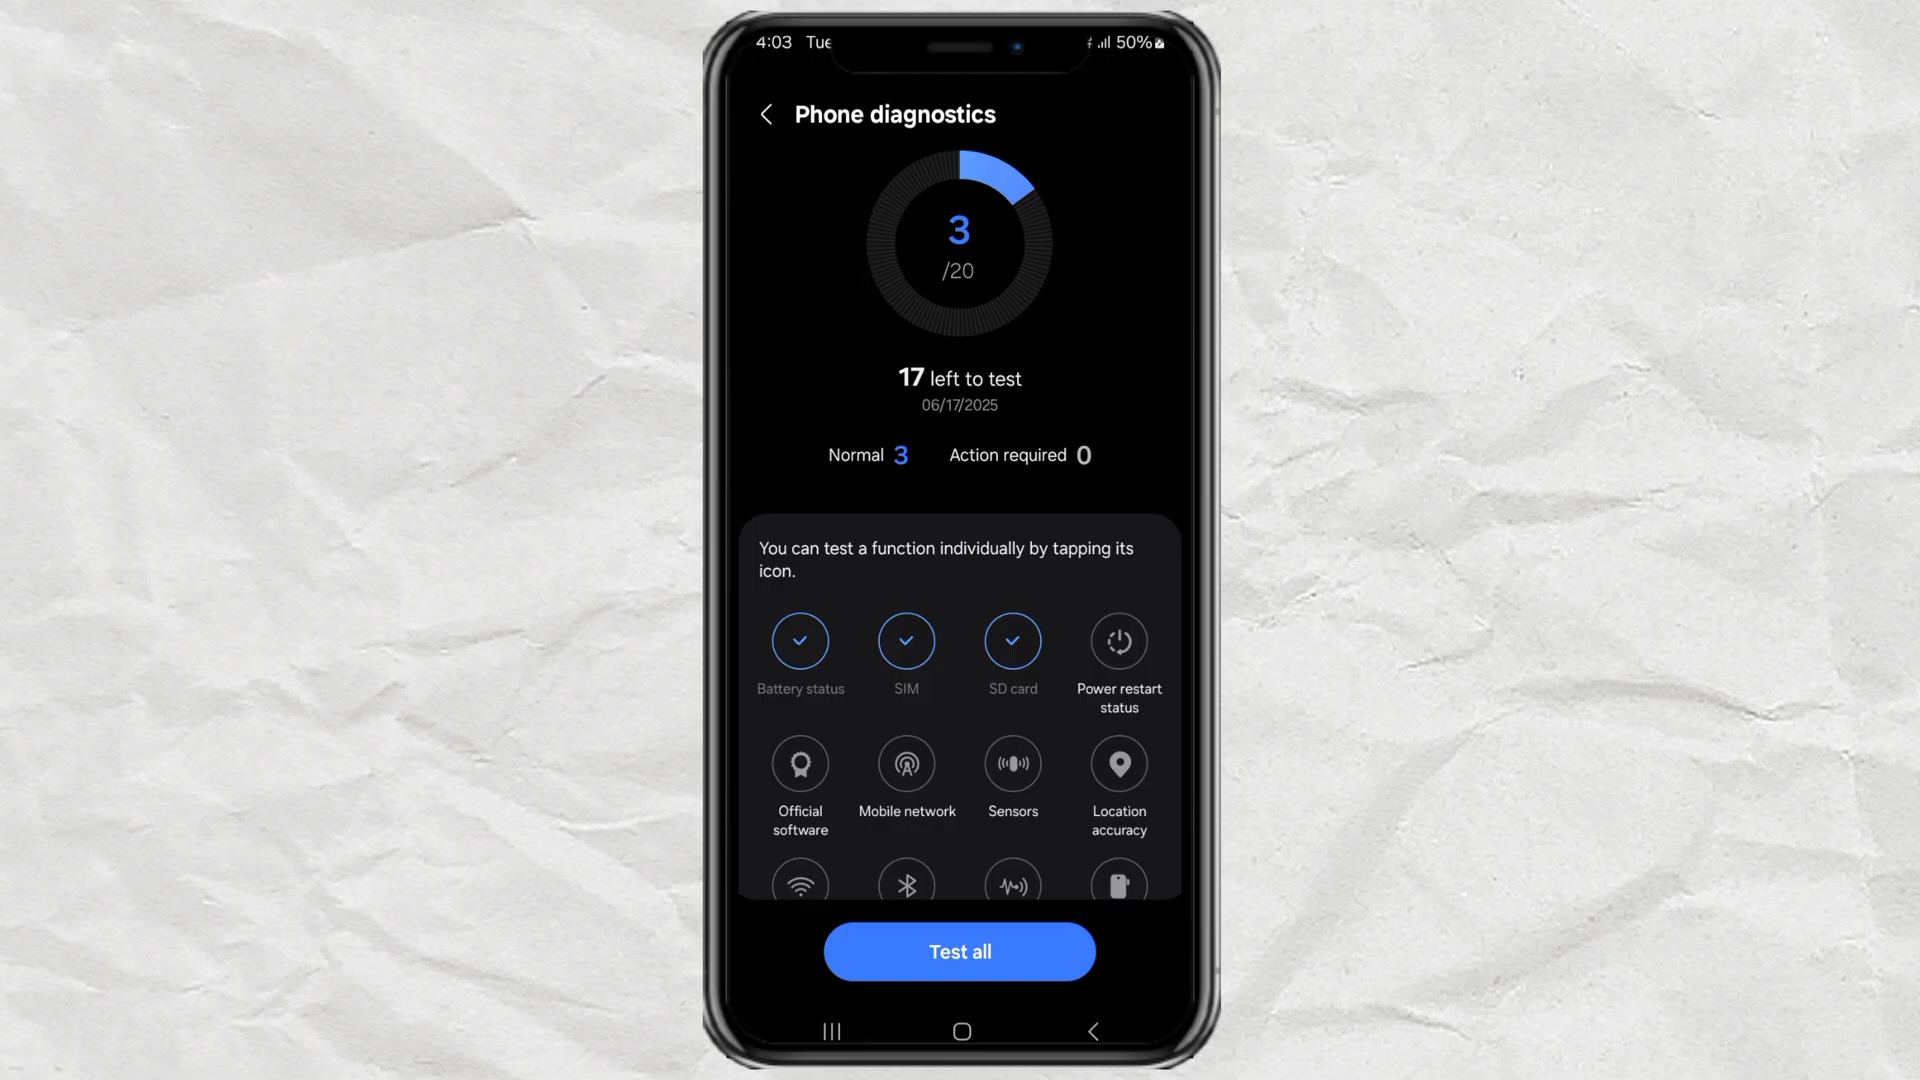 4:03 Tue
50%
Phone diagnostics
3
/20
17 left to test
06/17/2025
Normal 3 Action required 0
You can test a function individually by tapping its
icon.
Battery status SIM SD card Power restart
status
Official
software
Mobile network Sensors Location
accuracy
Test all